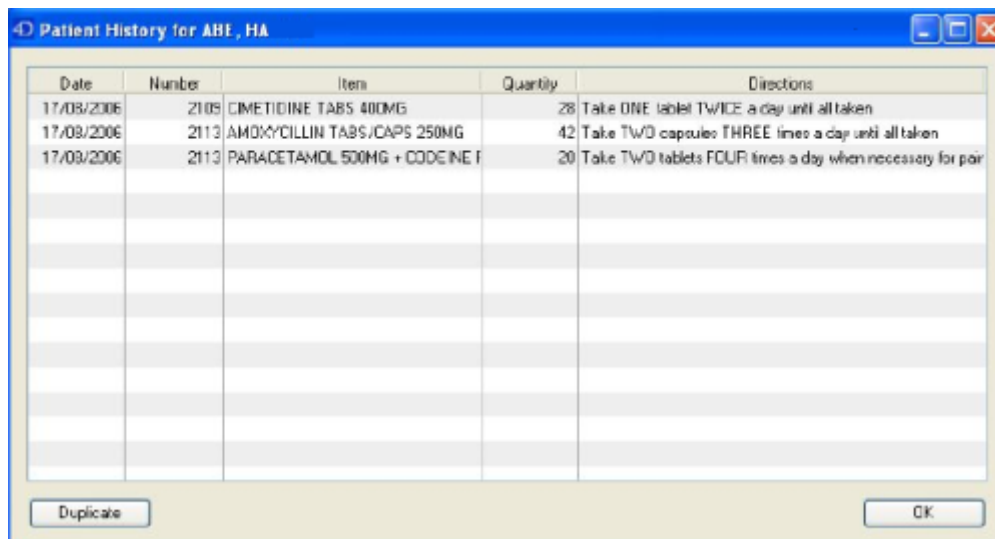 Patient History for ABE, HA
Date Number Item Quantity Directions
17/08/2006 2109 CIMETIDINE TABS 400MG 28 Take ONE tablet TWICE a day until all taken
17/08/2006 2113 AMOXYCILLIN TABS/CAPS 250MG 42 Take TWO capsules THREE times a day until all taken
17/08/2006 2113 PARACETAMOL 500MG + CODEINE 20 Take TWO tablets FOUR times a day when necessary for
Duplicate OK